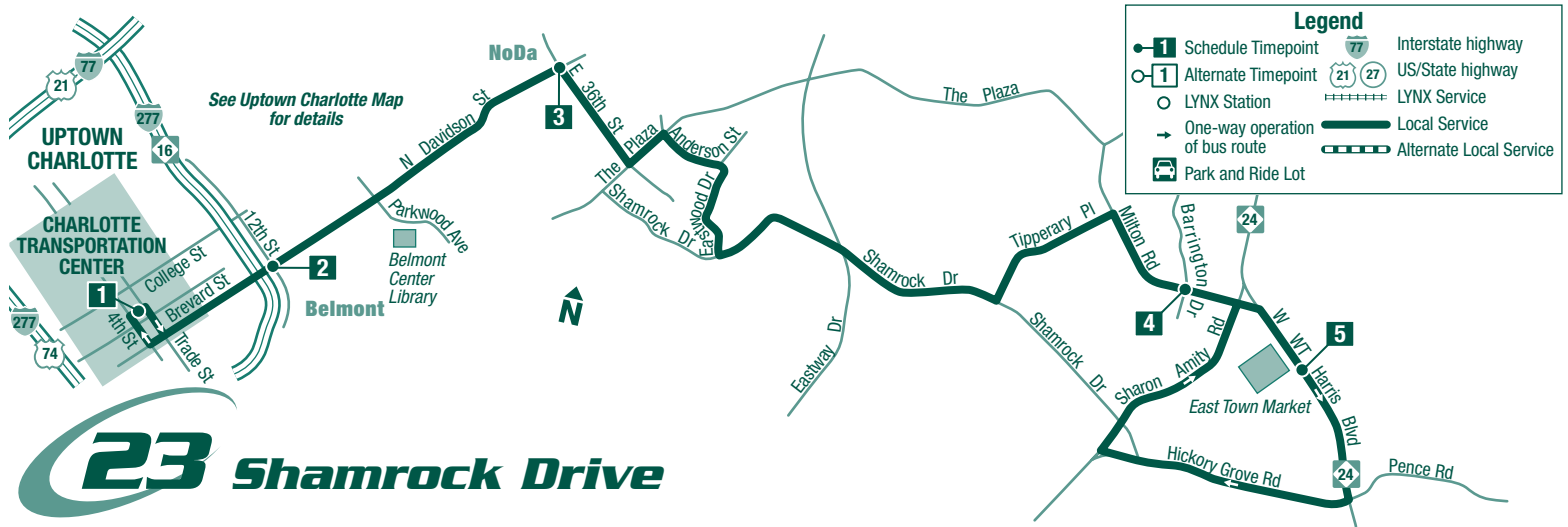 21
77
277
16
See Uptown Charlotte Map
for details
UPTOWN
CHARLOTTE
CHARLOTTE
TRANSPORTATION
CENTER
College St
Brevard St
4th St
Trade St
12th St
1
2
277
74
Belmont
N Davidson St
Parkwood Ave
Belmont
Center
Library
NoDa
3
E 36th St
The Plaza
Anderson St
The Plaza
Shamrock Dr
Eastwood Dr
N
Shamrock Dr
Eastway Dr
Tipperary Pl
Milton Rd
Barrington Dr
24
4
Shamrock Dr
Sharon Amity Rd
W WT Harris Blvd
5
East Town Market
Hickory Grove Rd
24
Pence Rd
Legend
1 Schedule Timepoint
1 Alternate Timepoint
LYNX Station
One-way operation
of bus route
Park and Ride Lot
77 Interstate highway
21 27 US/State highway
LYNX Service
Local Service
Alternate Local Service
23 Shamrock Drive